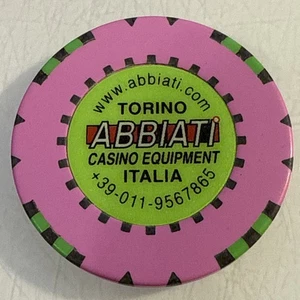 www.abbiati.com
TORINO
ABBIATi
CASINO EQUIPMENT
ITALIA
+39-011-9567865